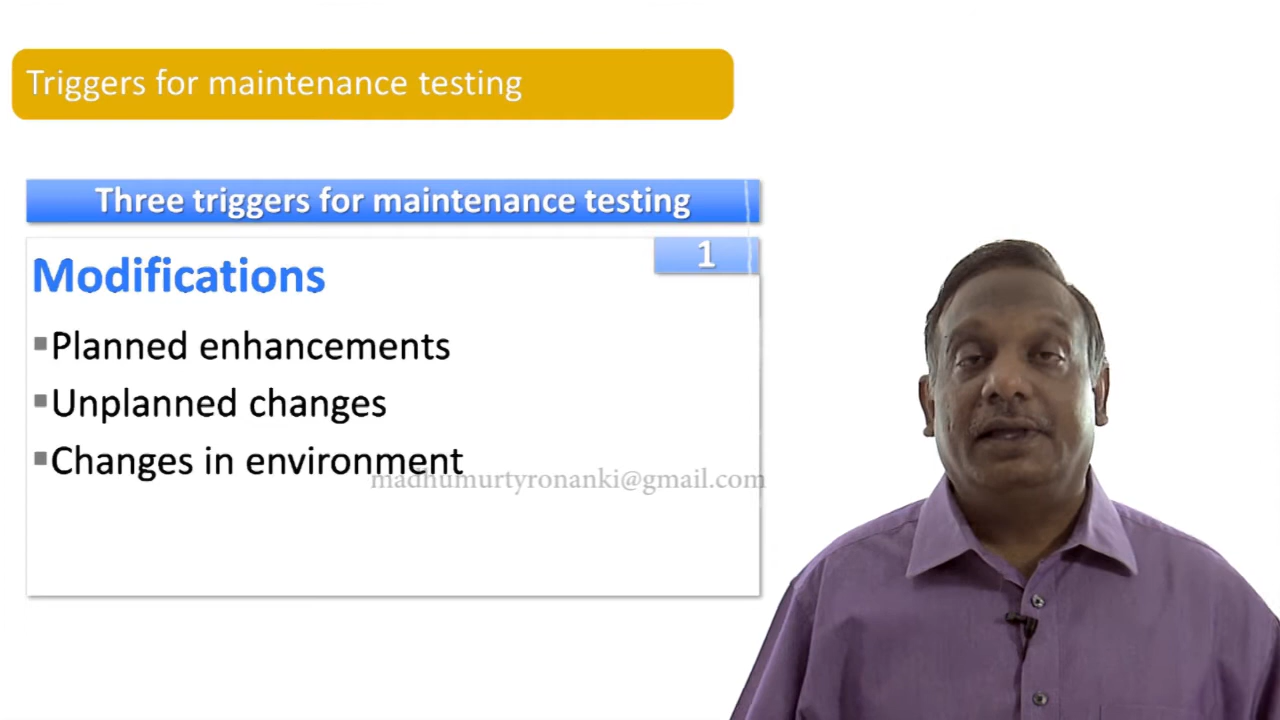 Triggers for maintenance testing
Three triggers for maintenance testing
1
Modifications
Planned enhancements
Unplanned changes
Changes in environment
madhumurtyronanki@gmail.com